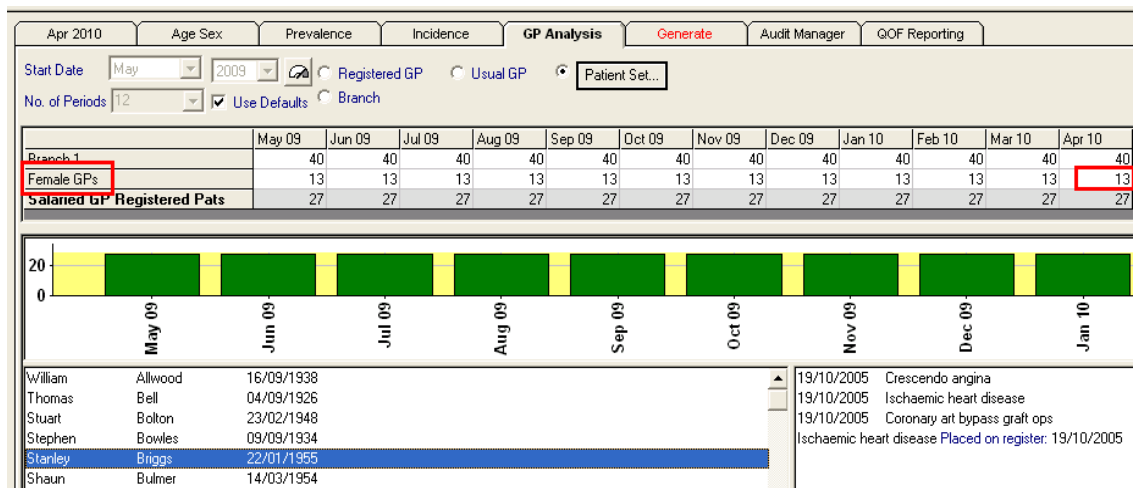 Apr 2010 Age Sex Prevalence Incidence GP Analysis Generate Audit Manager QOF Reporting
Start Date May 2009 Registered GP Usual GP Patient Set...
No. of Periods 12 Use Defaults Branch
May 09 Jun 09 Jul 09 Aug 09 Sep 09 Oct 09 Nov 09 Dec 09 Jan 10 Feb 10 Mar 10 Apr 10
Branch 1 40 40 40 40 40 40 40 40 40 40 40 40
Female GPs 13 13 13 13 13 13 13 13 13 13 13 13
Salaried GP Registered Pats 27 27 27 27 27 27 27 27 27 27 27 27
20
0
May 09 Jun 09 Jul 09 Aug 09 Sep 09 Oct 09 Nov 09 Dec 09 Jan 10
William Allwood 16/09/1938
Thomas Bell 04/09/1926
Stuart Bolton 23/02/1948
Stephen Bowles 09/09/1934
Stanley Briggs 22/01/1955
Shaun Bulmer 14/03/1954
19/10/2005 Crescendo angina
19/10/2005 Ischaemic heart disease
19/10/2005 Coronary art bypass graft ops
Ischaemic heart disease Placed on register: 19/10/2005